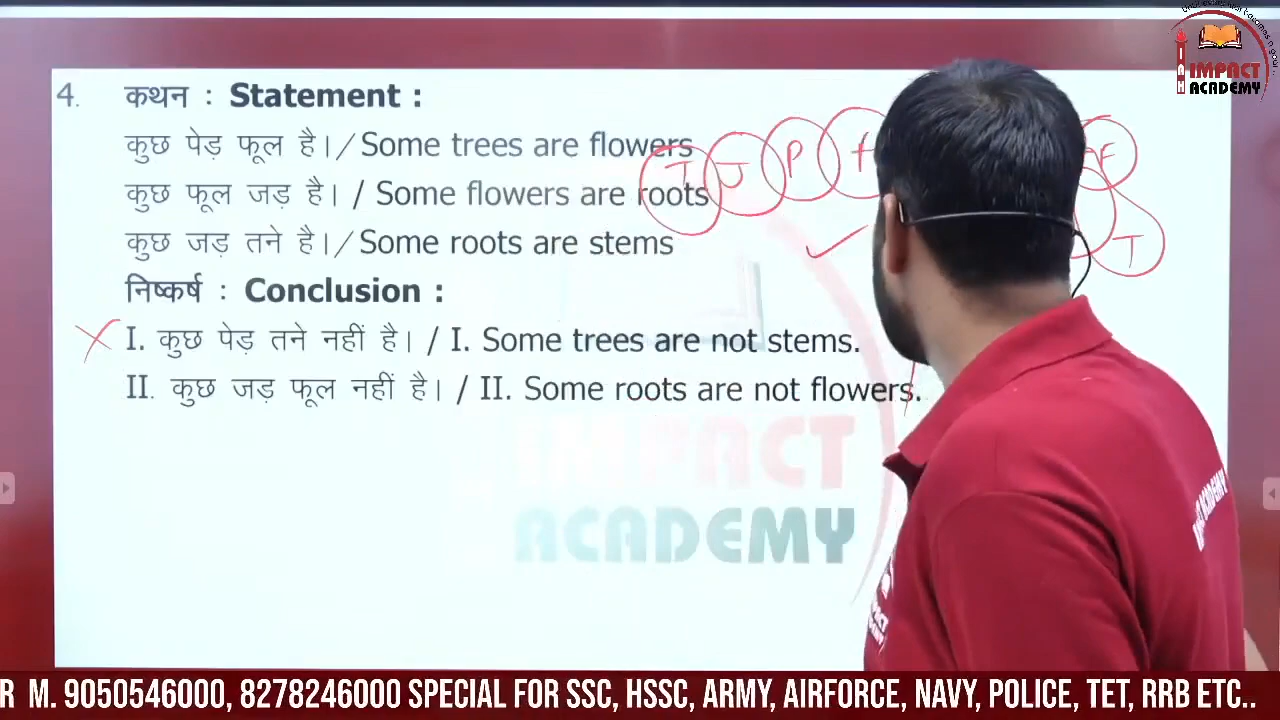 IMPACT
ACADEMY
4. कथन : Statement :
कुछ पेड़ फूल है। / Some trees are flowers
कुछ फूल जड़ है। / Some flowers are roots
कुछ जड़ तने है। / Some roots are stems
निष्कर्ष : Conclusion :
I. कुछ पेड़ तने नहीं है। / I. Some trees are not stems.
II. कुछ जड़ फूल नहीं है। / II. Some roots are not flowers.
T J P F
T
IMPACT
ACADEMY
R M. 9050546000, 8278246000 SPECIAL FOR SSC, HSSC, ARMY, AIRFORCE, NAVY, POLICE, TET, RRB ETC..